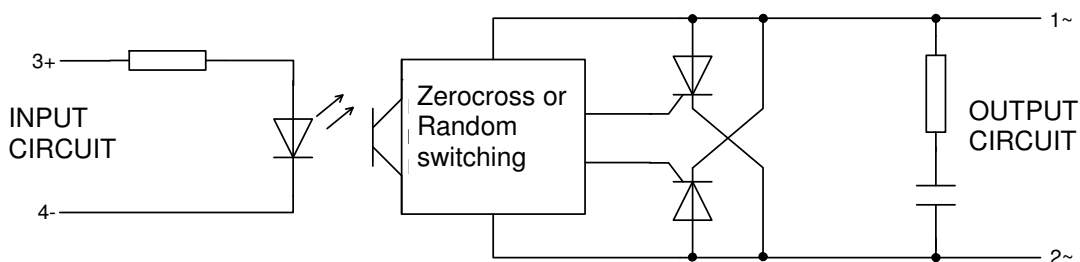 1~
3+
INPUT
CIRCUIT
4-
Zerocross or
Random
switching
OUTPUT
CIRCUIT
2~